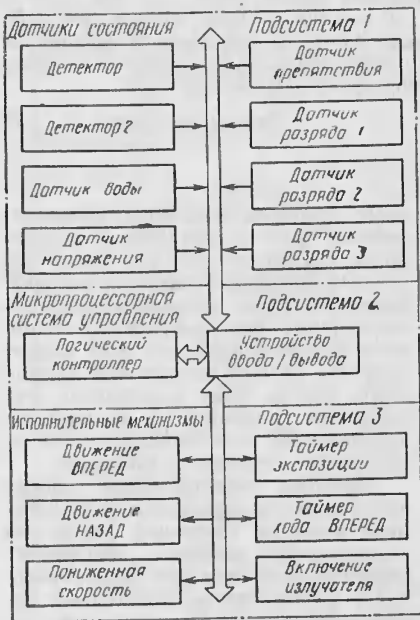 Датчики состояния
Подсистема 1
Детектор
Датчик
препятствия
Детектор 2
Датчик
разряда 1
Датчик воды
Датчик
разряда 2
Датчик
напряжения
Датчик
разряда 3
Микропроцессорная
система управления
Подсистема 2
Логический
контроллер
Устройство
ввода / вывода
Исполнительные механизмы
Подсистема 3
Движение
ВПЕРЕД
Таймер
экспозиции
Движение
НАЗАД
Таймер
хода ВПЕРЕД
Пониженная
скорость
Включение
излучателя